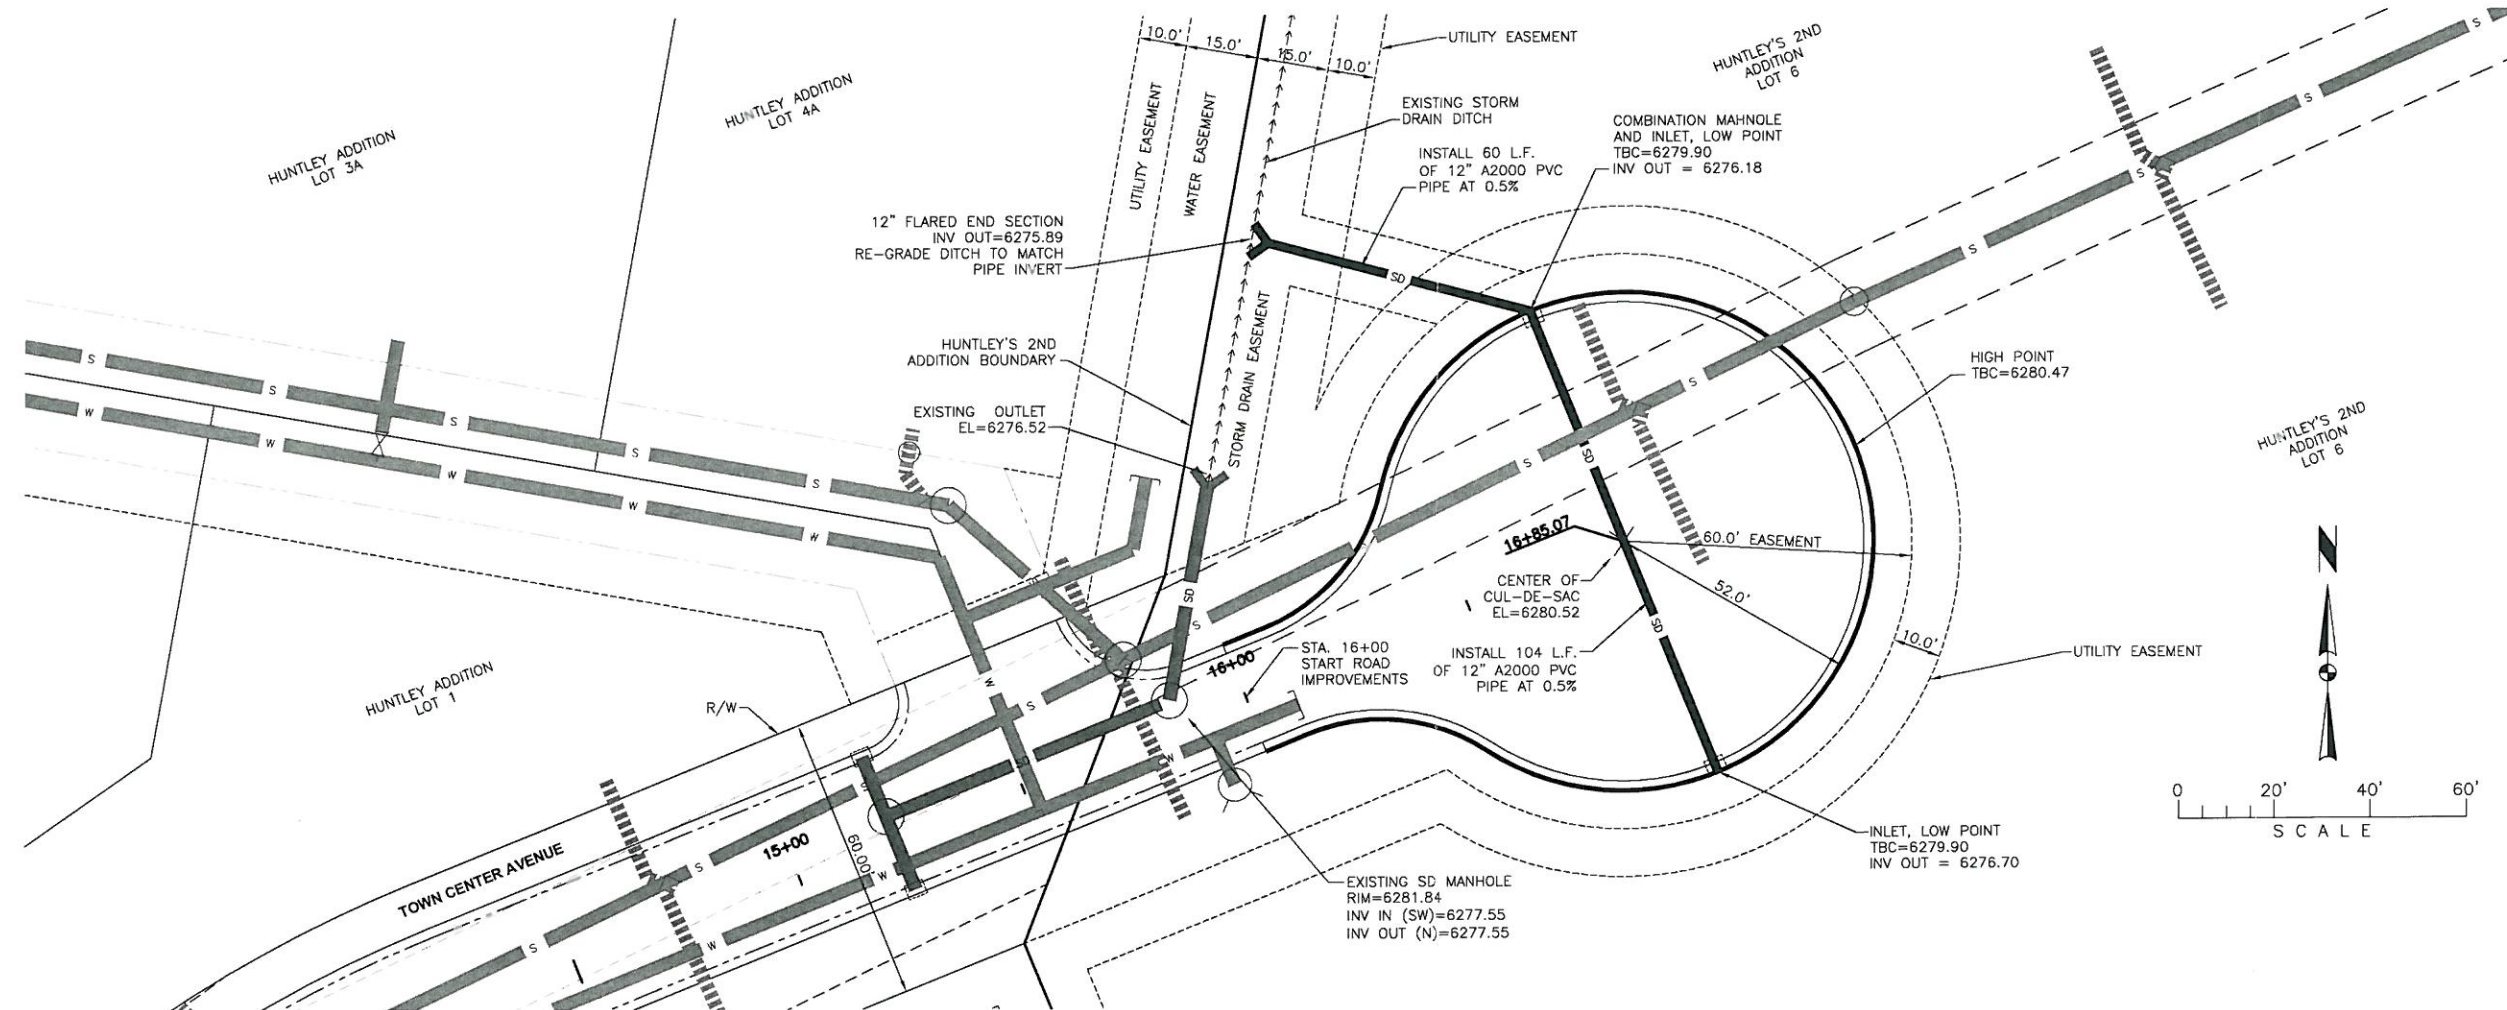 10.0'
15.0'
15.0'
10.0'
UTILITY EASEMENT
HUNTLEY'S 2ND
ADDITION
LOT 6
HUNTLEY ADDITION
LOT 4A
HUNTLEY ADDITION
LOT 3A
UTILITY EASEMENT
WATER EASEMENT
EXISTING STORM
DRAIN DITCH
INSTALL 60 L.F.
OF 12" A2000 PVC
PIPE AT 0.5%
COMBINATION MAHNOLE
AND INLET, LOW POINT
TBC=6279.90
INV OUT = 6276.18
12" FLARED END SECTION
INV OUT=6275.89
RE-GRADE DITCH TO MATCH
PIPE INVERT
HUNTLEY'S 2ND
ADDITION BOUNDARY
EXISTING OUTLET
EL=6276.52
STORM DRAIN EASEMENT
HIGH POINT
TBC=6280.47
HUNTLEY'S 2ND
ADDITION
LOT 6
S
S
S
S
S
W
W
W
W
W
S
S
S
S
S
S
S
SD
SD
SD
SD
16+85.07
60.0' EASEMENT
CENTER OF
CUL-DE-SAC
EL=6280.52
52.0'
10.0'
UTILITY EASEMENT
INSTALL 104 L.F.
OF 12" A2000 PVC
PIPE AT 0.5%
STA. 16+00
START ROAD
IMPROVEMENTS
16+00
HUNTLEY ADDITION
LOT 1
R/W
W
S
W
S
W
S
W
S
15+00
60.00'
TOWN CENTER AVENUE
N
0 20' 40' 60'
SCALE
INLET, LOW POINT
TBC=6279.90
INV OUT = 6276.70
EXISTING SD MANHOLE
RIM=6281.84
INV IN (SW)=6277.55
INV OUT (N)=6277.55